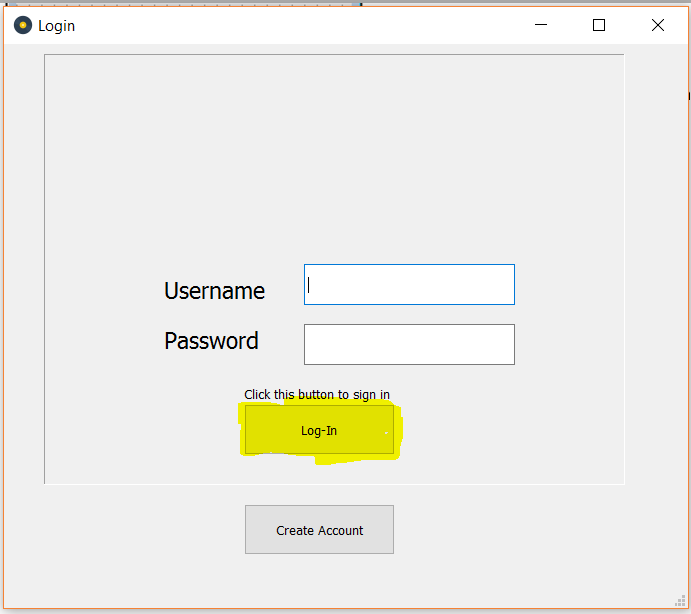 Login
Username
Password
Click this button to sign in
Log-In
Create Account